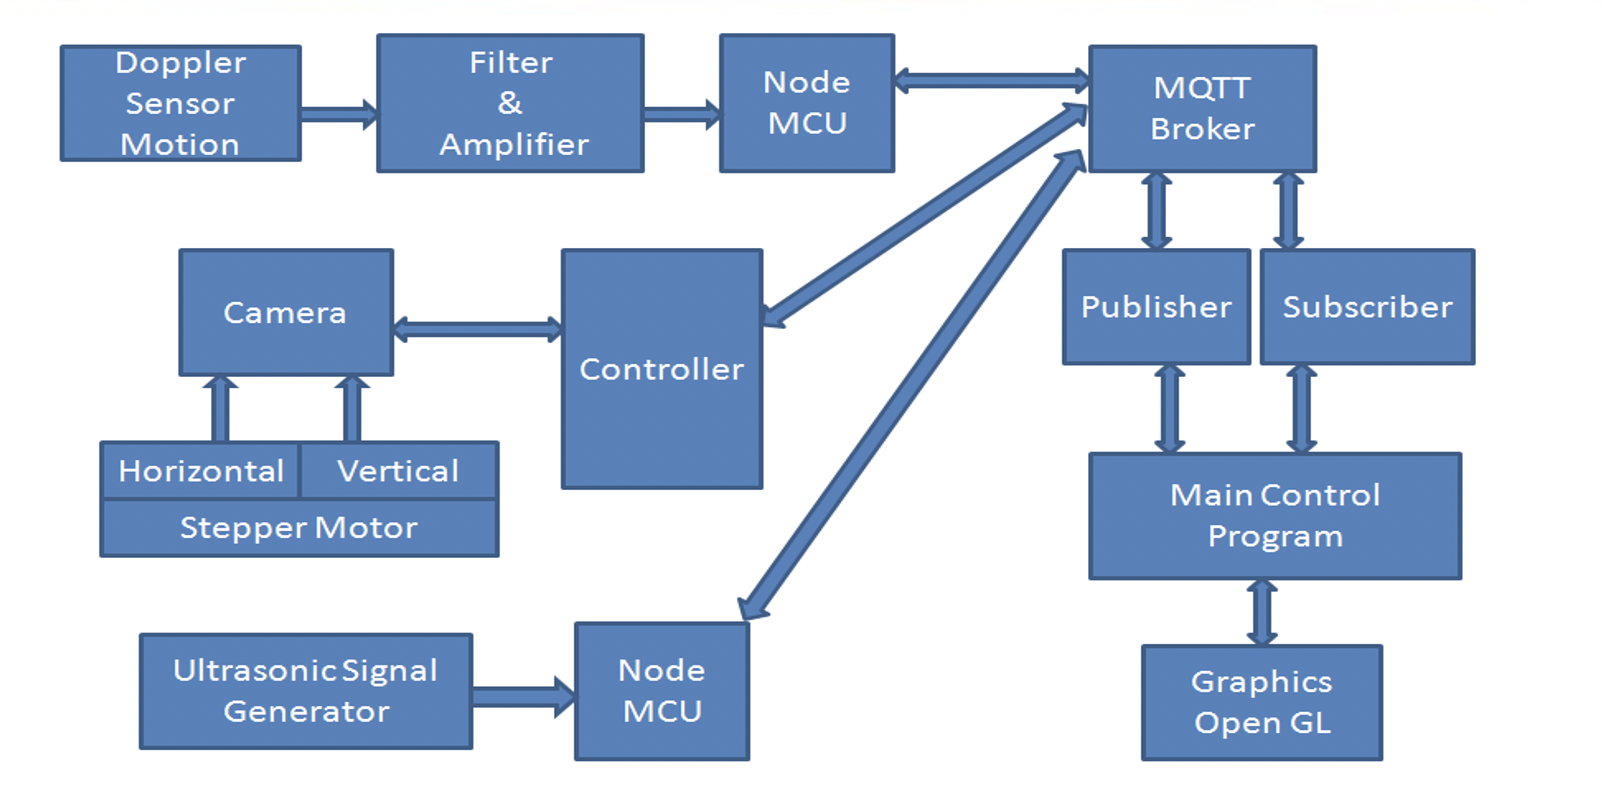 Doppler
Sensor
Motion
Filter
&
Amplifier
Node
MCU
MQTT
Broker
Camera
Controller
Publisher
Subscriber
Horizontal
Vertical
Stepper Motor
Main Control
Program
Ultrasonic Signal
Generator
Node
MCU
Graphics
Open GL